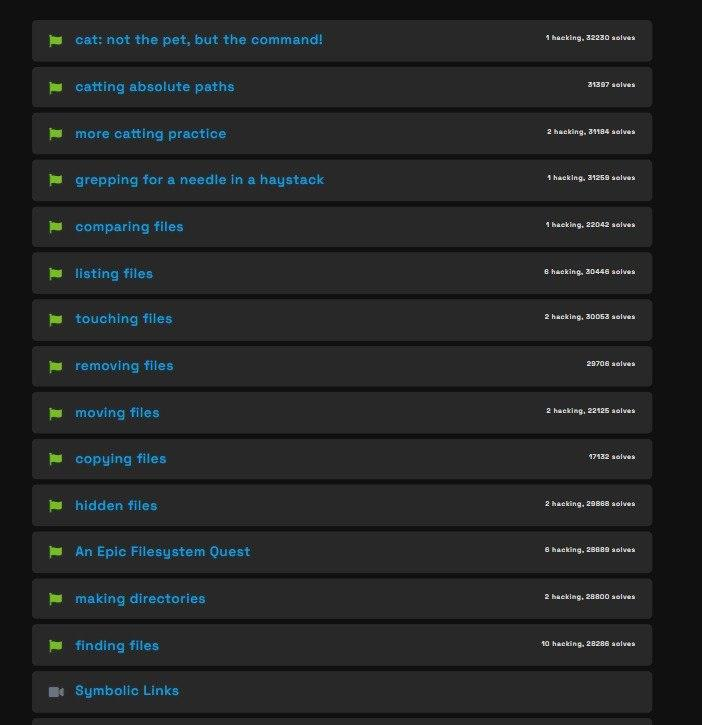 cat: not the pet, but the command! 1 hacking, 32230 solves
catting absolute paths 31397 solves
more catting practice 2 hacking, 31184 solves
grepping for a needle in a haystack 1 hacking, 31259 solves
comparing files 1 hacking, 22042 solves
listing files 6 hacking, 30446 solves
touching files 2 hacking, 30053 solves
removing files 29706 solves
moving files 2 hacking, 22125 solves
copying files 17132 solves
hidden files 2 hacking, 29868 solves
An Epic Filesystem Quest 6 hacking, 28689 solves
making directories 2 hacking, 28800 solves
finding files 10 hacking, 28286 solves
Symbolic Links